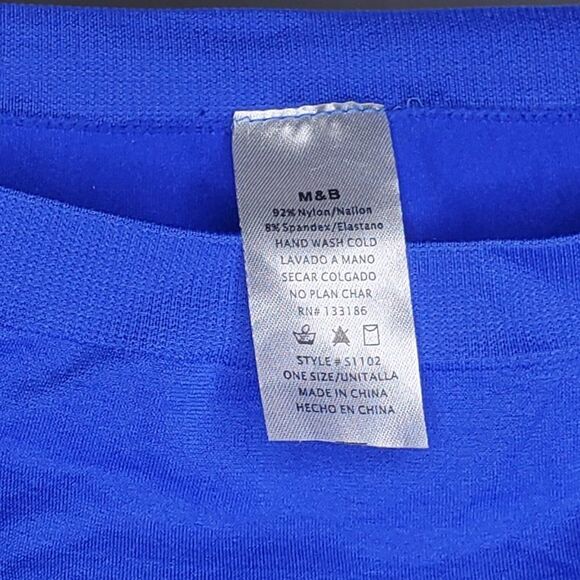 M&B
92% Nylon/Nailon
8% Spandex/Elastano
HAND WASH COLD
LAVADO A MANO
SECAR COLGADO
NO PLAN CHAR
RN# 133186
STYLE # S1102
ONE SIZE/UNITALLA
MADE IN CHINA
HECHO EN CHINA